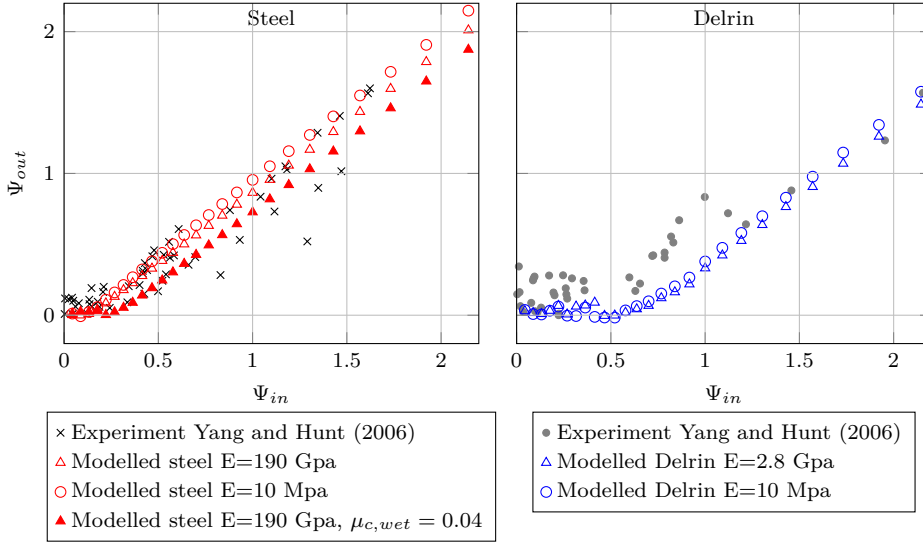 Steel
Delrin
2
1
0
Ψout
0 0.5 1 1.5 2
0 0.5 1 1.5 2
Ψin
Ψin
Experiment Yang and Hunt (2006)
Modelled steel E=190 Gpa
Modelled steel E=10 Mpa
Modelled steel E=190 Gpa, μc,wet = 0.04
Experiment Yang and Hunt (2006)
Modelled Delrin E=2.8 Gpa
Modelled Delrin E=10 Mpa